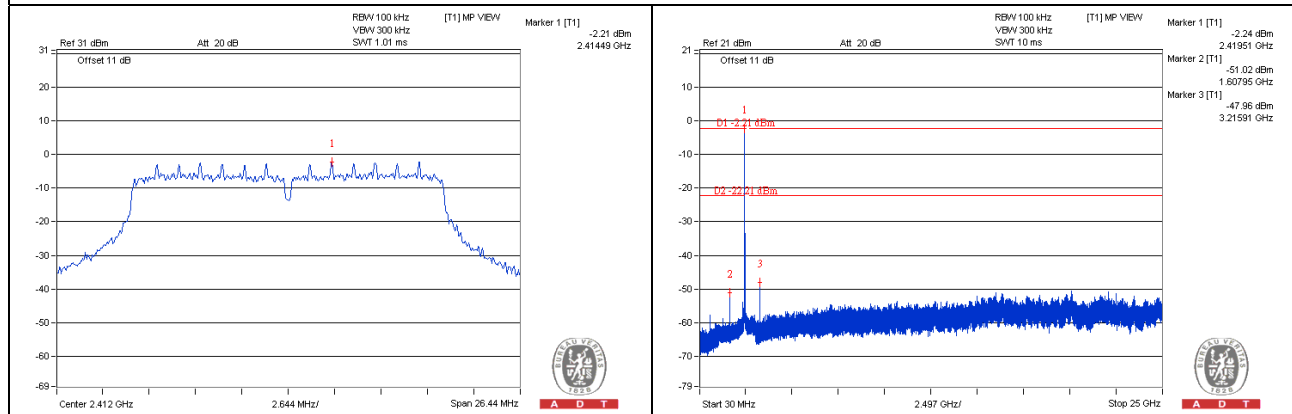 RBW 100 kHz
[T1] MP VIEW
VBW 300 kHz
Ref 31 dBm
Att 20 dB
SWT 1.01 ms
Marker 1 [T1]
-2.21 dBm
2.41449 GHz
31
Offset 11 dB
20
10
0
1
-10
-20
-30
-40
-50
-60
-69
Center 2.412 GHz
2.644 MHz/
Span 26.44 MHz
BUREAU VERITAS
1828
A D T
RBW 100 kHz
[T1] MP VIEW
VBW 300 kHz
Ref 21 dBm
Att 20 dB
SWT 10 ms
Marker 1 [T1]
-2.24 dBm
2.41951 GHz
Marker 2 [T1]
-51.02 dBm
1.60795 GHz
Marker 3 [T1]
-47.96 dBm
3.21591 GHz
21
Offset 11 dB
10
1
0
D1 -2.21 dBm
-10
-20
D2 -22.21 dBm
-30
-40
2
3
-50
-60
-70
-79
Start 30 MHz
2.497 GHz/
Stop 25 GHz
BUREAU VERITAS
1828
A D T